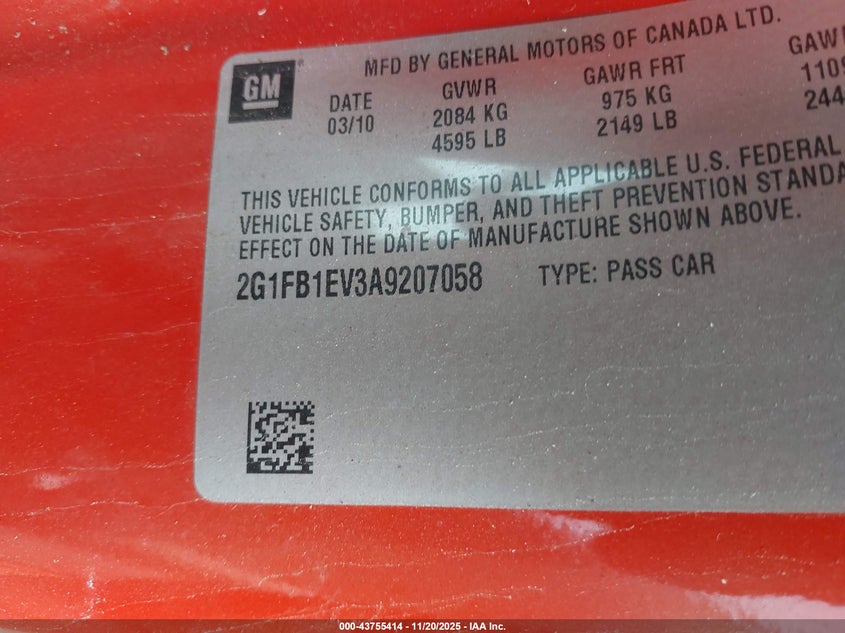 MFD BY GENERAL MOTORS OF CANADA LTD.
GM
DATE GVWR GAWR FRT
03/10 2084 KG 975 KG
4595 LB 2149 LB
THIS VEHICLE CONFORMS TO ALL APPLICABLE U.S. FEDERAL
VEHICLE SAFETY, BUMPER, AND THEFT PREVENTION
EFFECT ON THE DATE OF MANUFACTURE SHOWN ABOVE.
2G1FB1EV3A9207058 TYPE: PASS CAR
000-43755414 - 11/20/2025 - IAA Inc.